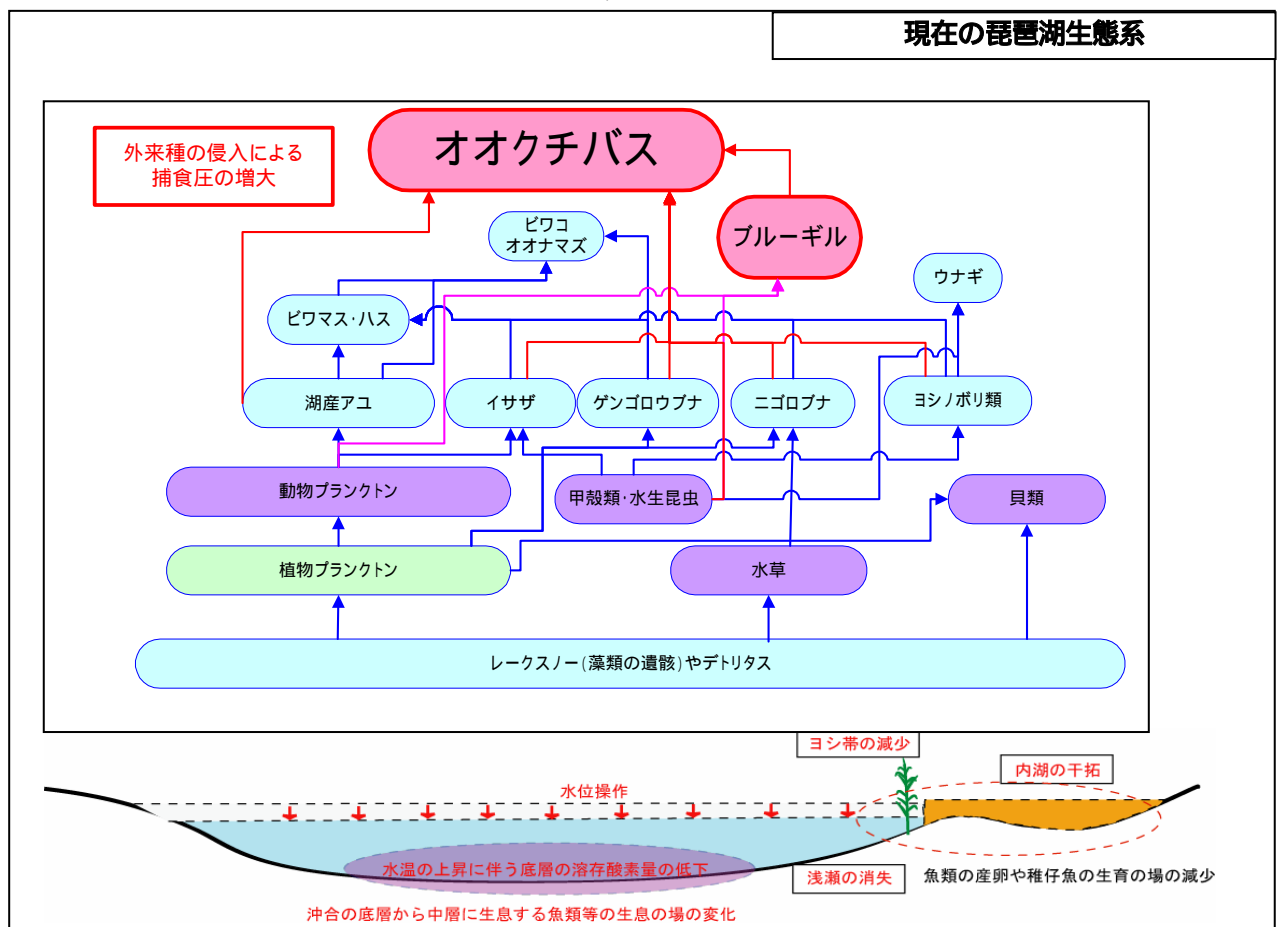 現在の琵琶湖生態系
外来種の侵入による
捕食圧の増大
オオクチバス
ビワコ
オオナマズ
ブルーギル
ウナギ
ビワマス・ハス
湖産アユ
イサザ
ゲンゴロウブナ
ニゴロブナ
ヨシノボリ類
動物プランクトン
甲殻類・水生昆虫
貝類
植物プランクトン
水草
レークスノー(藻類の遺骸)やデトリタス
ヨシ帯の減少
内湖の干拓
水位操作
水温の上昇に伴う底層の溶存酸素量の低下
浅瀬の消失
魚類の産卵や稚仔魚の生育の場の減少
沖合の底層から中層に生息する魚類等の生息の場の変化